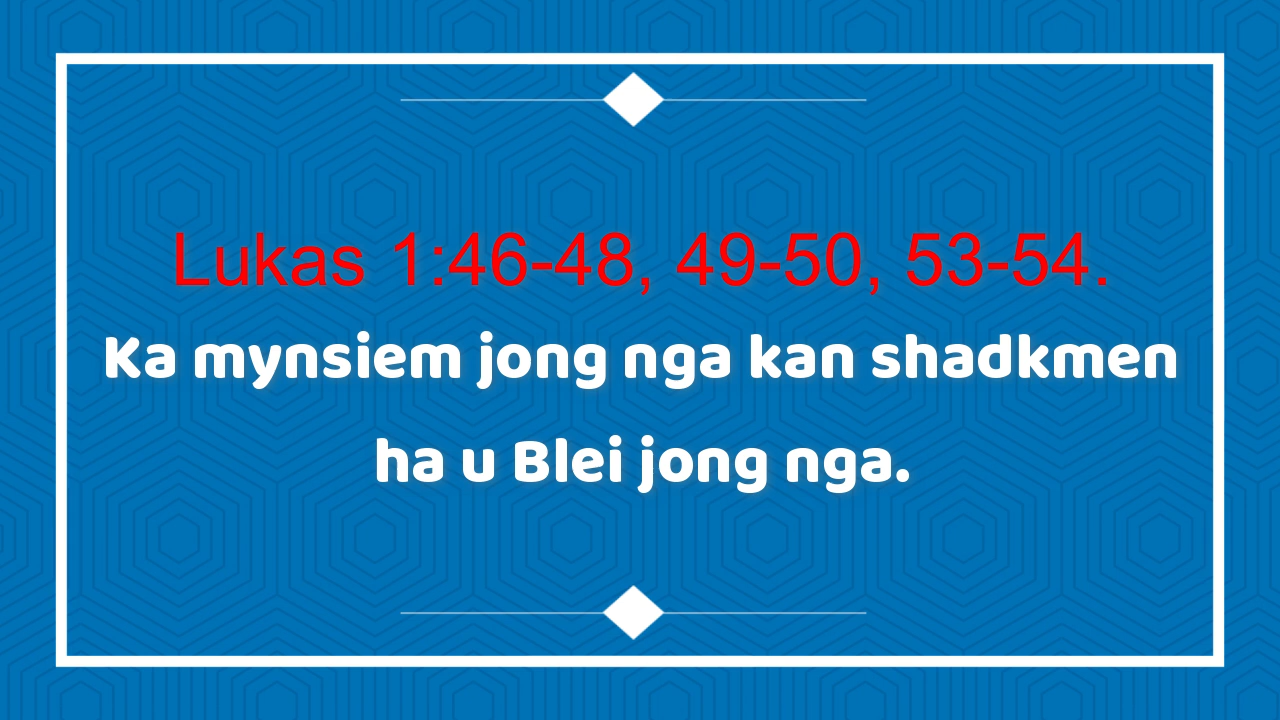 Lukas 1:46-48, 49-50, 53-54.
Ka mynsiem jong nga kan shadkmen
ha u Blei jong nga.